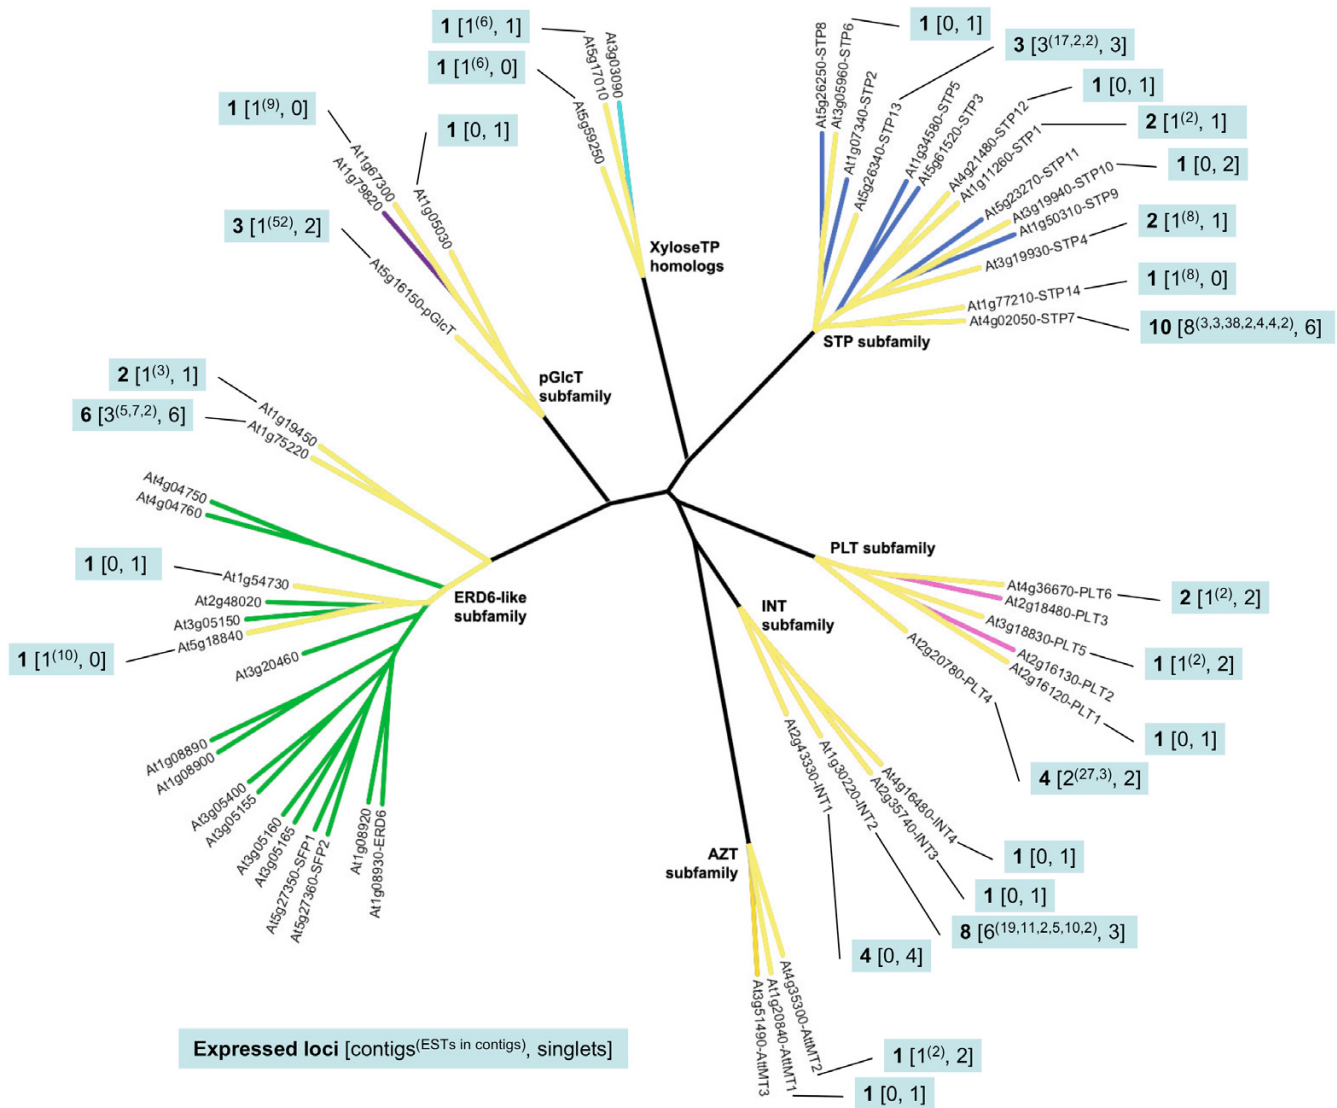 1 [1(6), 1]
1 [1(6), 0]
At5g17010
At3g03090
At5g59250
XyloseTP
homologs
1 [1(9), 0]
1 [0, 1]
3 [1(52), 2]
At1g67300
At1g79820
At1g05030
At5g16150-pGlcT
pGlcT
subfamily
1 [0, 1]
3 [3(17,2,2), 3]
1 [0, 1]
2 [1(2), 1]
1 [0, 2]
2 [1(8), 1]
1 [1(8), 0]
10 [8(3,3,38,2,4,4,2), 6]
At5g26250-STP8
At3g05960-STP6
At1g07340-STP2
At5g26340-STP13
At1g34580-STP5
At5g61520-STP3
At4g21480-STP12
At1g11260-STP1
At5g23270-STP11
At3g19940-STP10
At1g50310-STP9
At3g19930-STP4
At1g77210-STP14
At4g02050-STP7
STP subfamily
2 [1(3), 1]
6 [3(5,7,2), 6]
At1g19450
At1g75220
At4g04750
At4g04760
1 [0, 1]
At1g54730
At2g48020
At3g05150
At5g18840
1 [1(10), 0]
At3g20460
ERD6-like
subfamily
At1g08890
At1g08900
At3g05400
At3g05155
At3g05160
At3g05165
At5g27350-SFP1
At5g27360-SFP2
At1g08920
At1g08930-ERD6
PLT subfamily
At4g36670-PLT6
At2g18480-PLT3
At3g18830-PLT5
At2g16130-PLT2
At2g16120-PLT1
At2g20780-PLT4
2 [1(2), 2]
1 [1(2), 2]
1 [0, 1]
4 [2(27,3), 2]
INT
subfamily
At4g16480-INT4
At2g35740-INT3
At1g30220-INT2
At2g43330-INT1
1 [0, 1]
1 [0, 1]
8 [6(19,11,2,5,10,2), 3]
4 [0, 4]
AZT
subfamily
At4g35300-AttMT2
At1g20840-AttMT1
At3g51490-AttMT3
1 [1(2), 2]
1 [0, 1]
Expressed loci [contigs(ESTs in contigs), singlets]